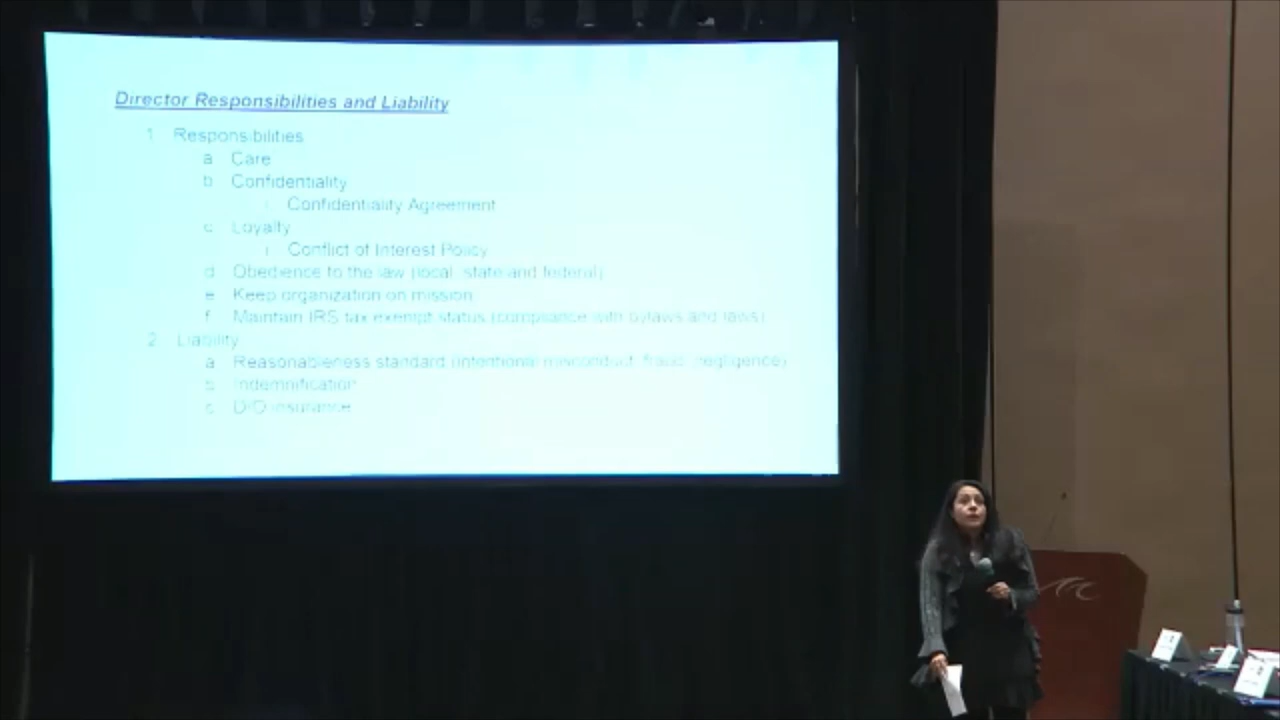 Director Responsibilities and Liability
1. Responsibilities
a. Care
b. Confidentiality
i. Confidentiality Agreement
c. Loyalty
i. Conflict of Interest Policy
d. Obedience to the law (local, state and federal)
e. Keep organization on mission
f. Maintain IRS tax exempt status (compliance with bylaws and laws)
2. Liability
a. Reasonableness standard (intentional misconduct, fraud, negligence)
b. Indemnification
c. D/O insurance